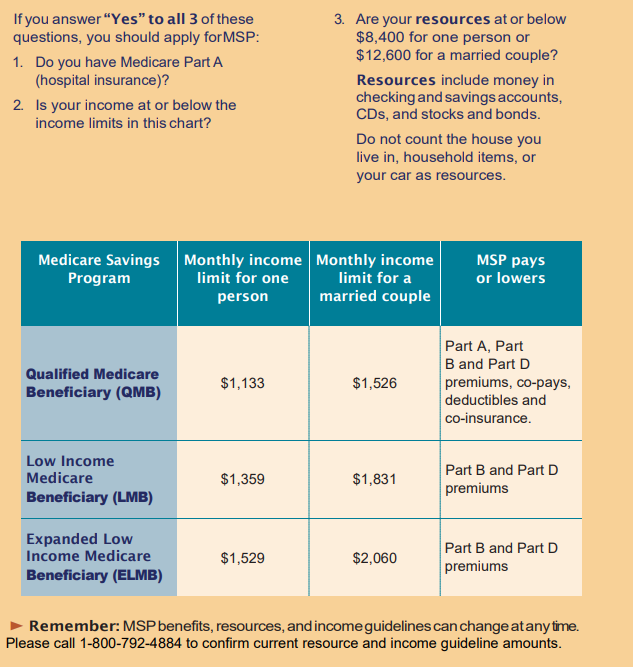 If you answer “Yes” to all 3 of these
questions, you should apply forMSP:
1. Do you have Medicare Part A
(hospital insurance)?
2. Is your income at or below the
income limits in this chart?
3. Are your resources at or below
$8,400 for one person or
$12,600 for a married couple?
Resources include money in
checking and savings accounts,
CDs, and stocks and bonds.
Do not count the house you
live in, household items, or
your car as resources.
Medicare Savings
Program
Monthly income
limit for one
person
Monthly income
limit for a
married couple
MSP pays
or lowers
Qualified Medicare
Beneficiary (QMB)
$1,133
$1,526
Part A, Part
B and Part D
premiums, co-pays,
deductibles and
co-insurance.
Low Income
Medicare
Beneficiary (LMB)
$1,359
$1,831
Part B and Part D
premiums
Expanded Low
Income Medicare
Beneficiary (ELMB)
$1,529
$2,060
Part B and Part D
premiums
► Remember: MSP benefits, resources, and income guidelines can change at any time.
Please call 1-800-792-4884 to confirm current resource and income guideline amounts.